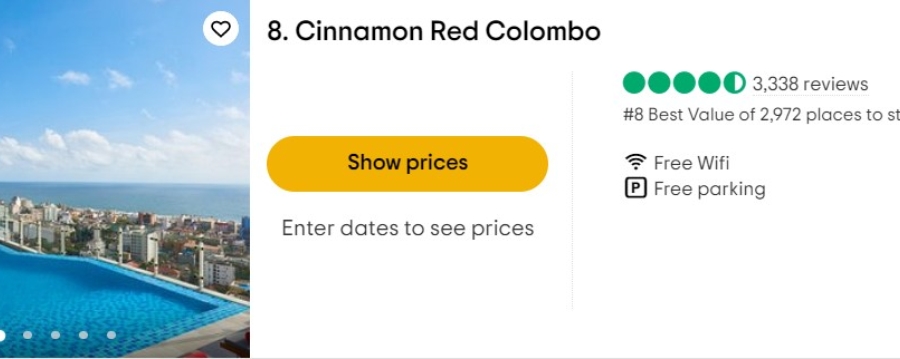 8. Cinnamon Red Colombo
3,338 reviews
#8 Best Value of 2,972 places to
Show prices
Free Wifi
P Free parking
Enter dates to see prices